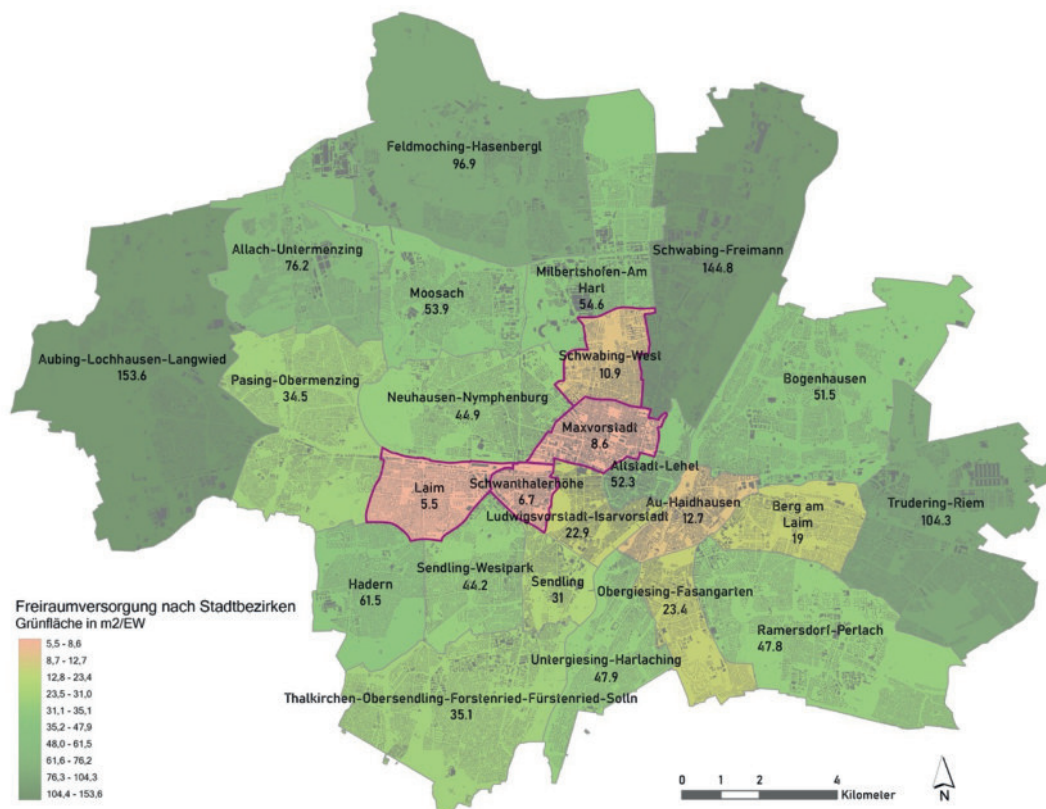 Feldmoching-Hasenbergl
96.9
Allach-Untermenzing
76.2
Schwabing-Freimann
144.8
Moosach
53.9
Milbertshofen-Am
Hart
54.6
Aubing-Lochhausen-Langwied
153.6
Pasing-Obermenzing
34.5
Schwabing-West
10.9
Bogenhausen
51.5
Neuhausen-Nymphenburg
44.9
Maxvorstadt
8.6
Altstadt-Lehel
52.3
Laim
5.5
Schwanthalerhöhe
6.7
Au-Haidhausen
12.7
Berg am
Laim
19
Trudering-Riem
104.3
Ludwigsvorstadt-Isarvorstadt
22.9
Sendling-Westpark
44.2
Hadern
61.5
Sendling
31
Obergiesing-Fasangarten
23.4
Ramersdorf-Perlach
47.8
Untergiesing-Harlaching
47.9
Thalkirchen-Obersendling-Forstenried-Fürstenried-Solln
35.1
Freiraumversorgung nach Stadtbezirken
Grünfläche in m2/EW
5,5 - 8,6
8,7 - 12,7
12,8 - 23,4
23,5 - 31,0
31,1 - 35,1
35,2 - 47,9
48,0 - 61,5
61,6 - 76,2
76,3 - 104,3
104,4 - 153,6
0 1 2 4
Kilometer
N